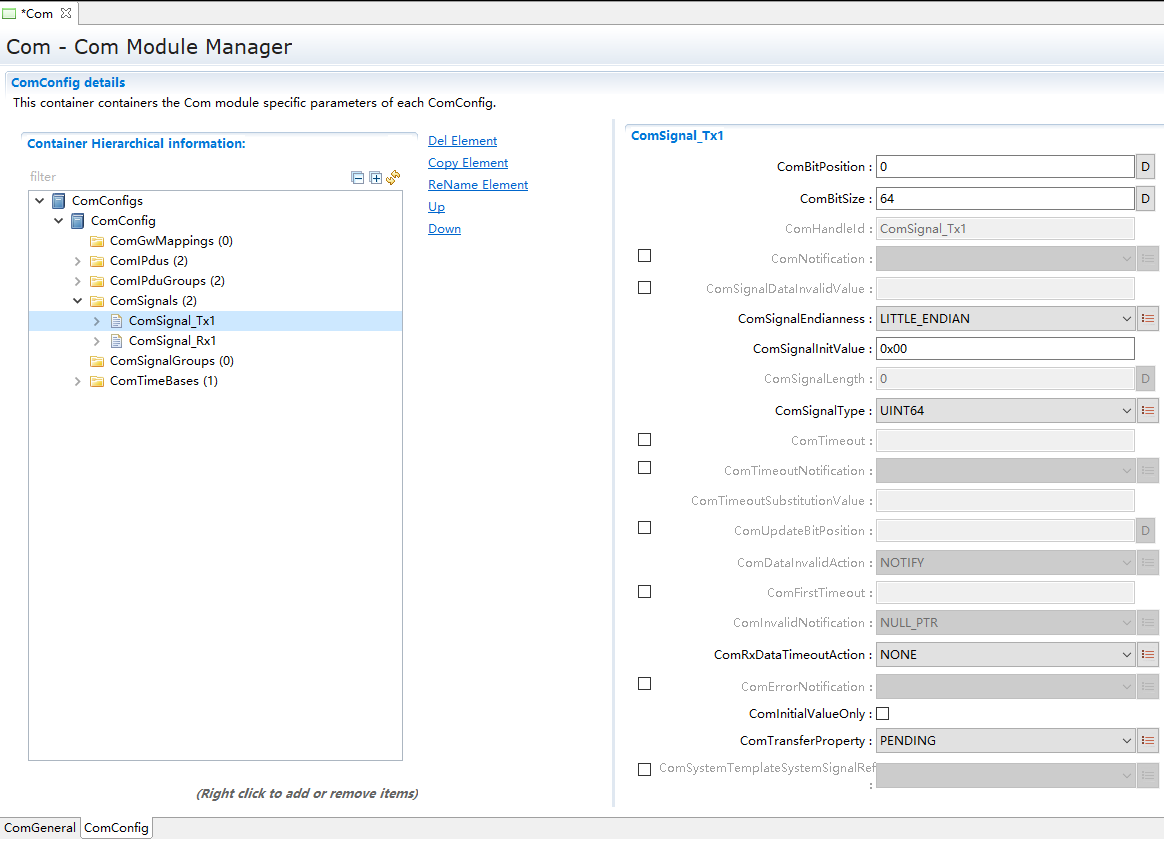 *Com
Com - Com Module Manager
ComConfig details
This container containers the Com module specific parameters of each ComConfig.
Container Hierarchical information:
filter
ComConfigs
ComConfig
ComGwMappings (0)
ComIPdus (2)
ComIPduGroups (2)
ComSignals (2)
ComSignal_Tx1
ComSignal_Rx1
ComSignalGroups (0)
ComTimeBases (1)
(Right click to add or remove items)
Del Element
Copy Element
ReName Element
Up
Down
ComSignal_Tx1
ComBitPosition : 0 D
ComBitSize : 64 D
ComHandleId : ComSignal_Tx1
ComNotification :
ComSignalDataInvalidValue :
ComSignalEndianness : LITTLE_ENDIAN
ComSignalInitValue : 0x00
ComSignalLength : 0 D
ComSignalType : UINT64
ComTimeout :
ComTimeoutNotification :
ComTimeoutSubstitutionValue :
ComUpdateBitPosition : D
ComDataInvalidAction : NOTIFY
ComFirstTimeout :
ComInvalidNotification : NULL_PTR
ComRxDataTimeoutAction : NONE
ComErrorNotification :
ComInitialValueOnly :
ComTransferProperty : PENDING
ComSystemTemplateSystemSignalRef
:
ComGeneral ComConfig